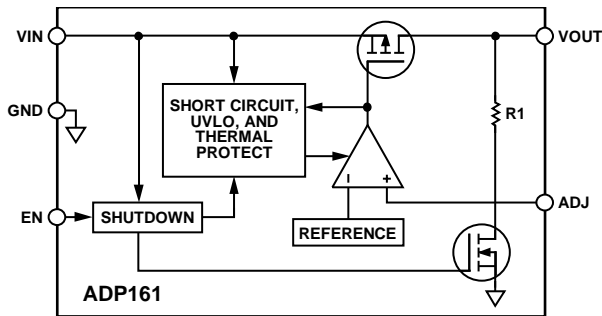 VIN
VOUT
GND
SHORT CIRCUIT,
UVLO, AND
THERMAL
PROTECT
R1
EN
SHUTDOWN
– +
REFERENCE
ADJ
ADP161